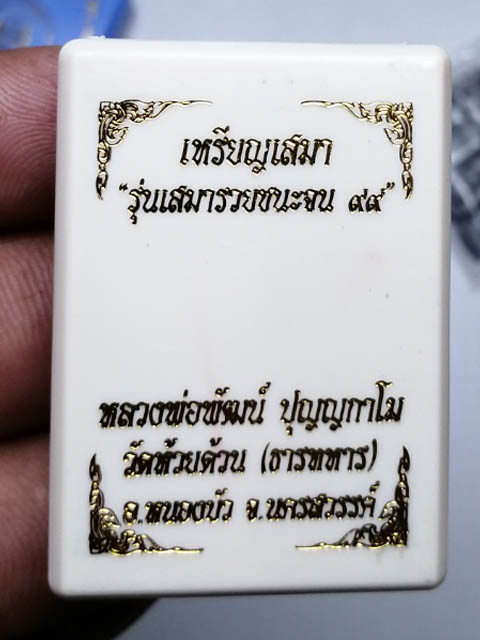 เหรียญเสมา
"รุ่นเสมารวยชนะจน ๙๙"
หลวงพ่อพัฒน์ ปุญญกาโม
วัดห้วยด้วน (ธารทหาร)
อ.หนองบัว จ.นครสวรรค์